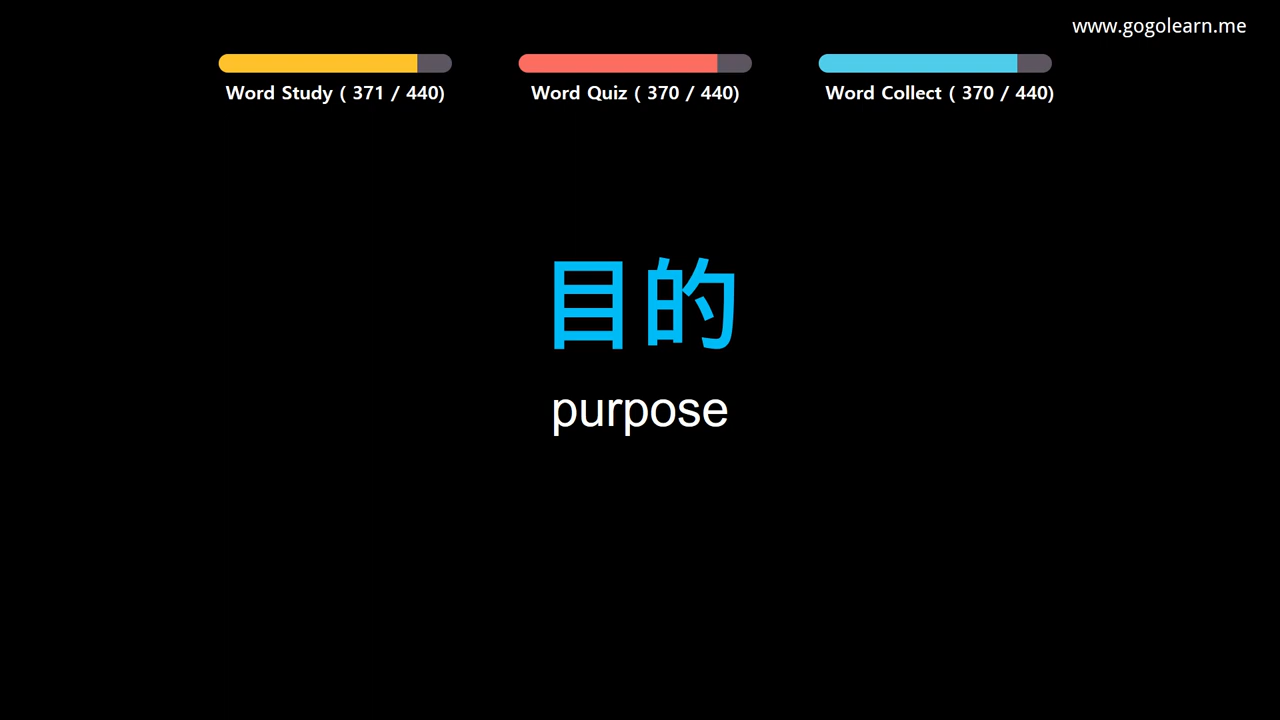 www.gogolearn.me
Word Study ( 371 / 440)
Word Quiz ( 370 / 440)
Word Collect ( 370 / 440)
目的
purpose